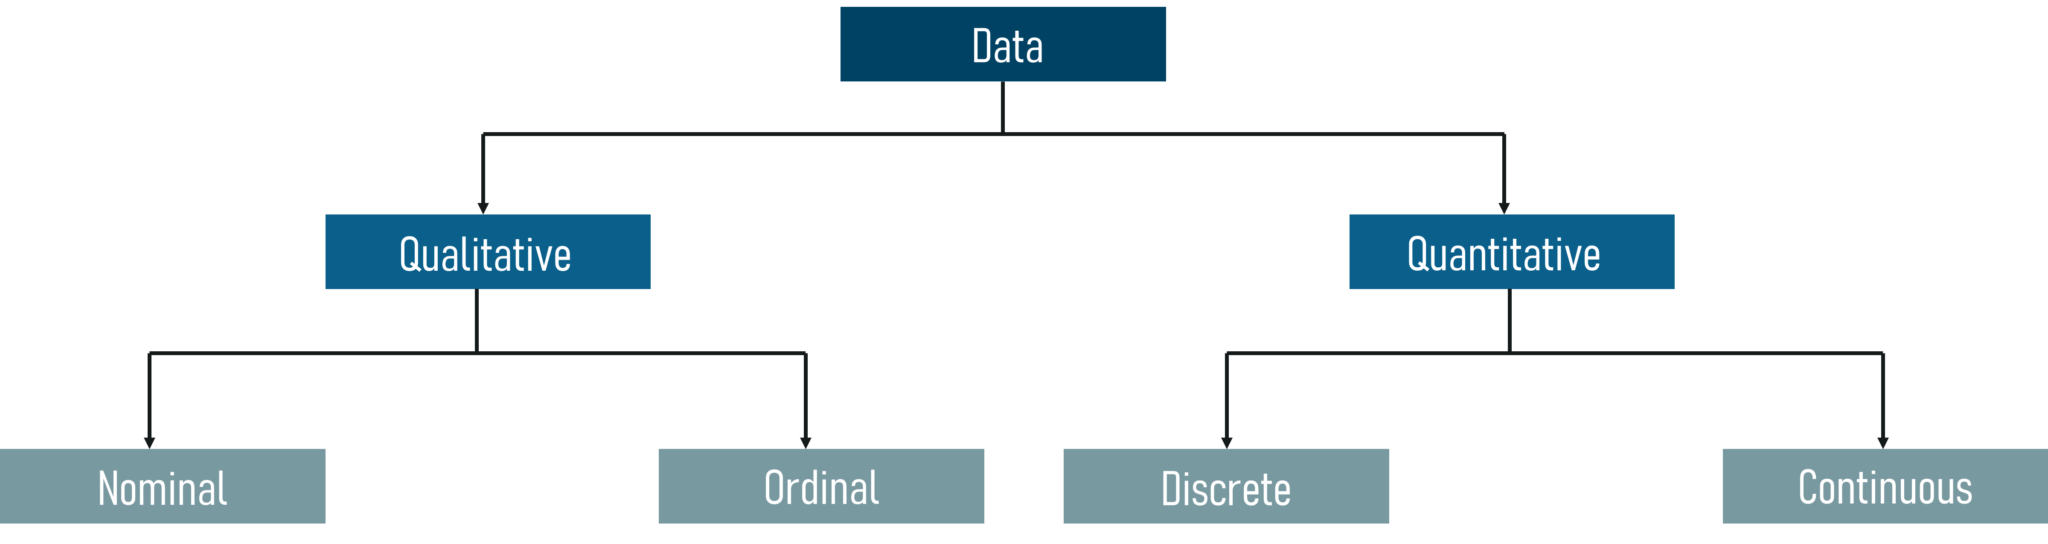 Data
Qualitative
Quantitative
Nominal
Ordinal
Discrete
Continuous